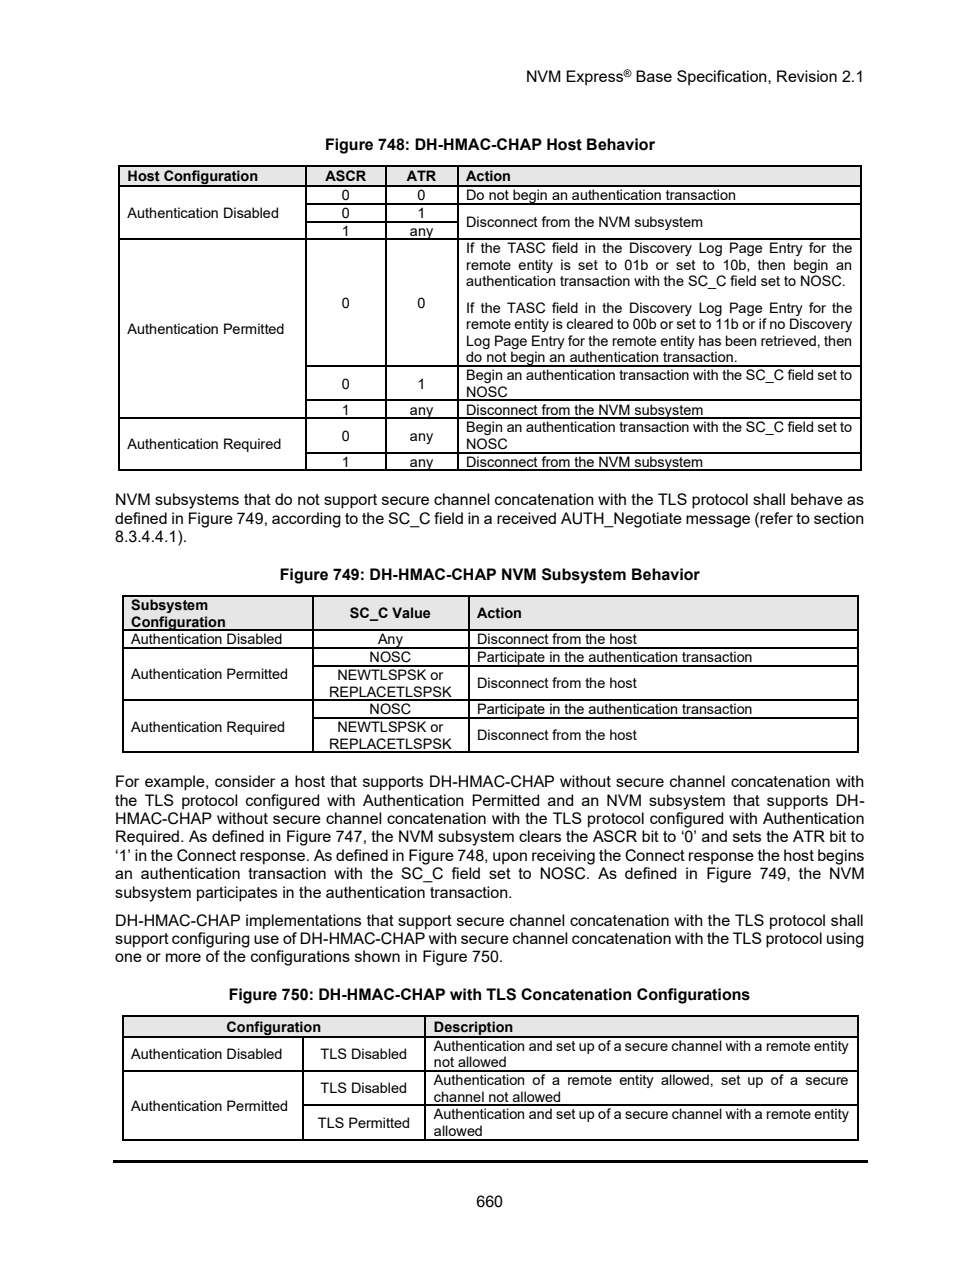 NVM Express® Base Specification, Revision 2.1
Figure 748: DH-HMAC-CHAP Host Behavior
Host Configuration ASCR ATR Action
Authentication Disabled
0 0 Do not begin an authentication transaction
0 1
Disconnect from the NVM subsystem
1 any
Authentication Permitted
0 0
If the TASC field in the Discovery Log Page Entry for the
remote entity is set to 01b or set to 10b, then begin an
authentication transaction with the SC_C field set to NOSC.
If the TASC field in the Discovery Log Page Entry for the
remote entity is cleared to 00b or set to 11b or if no Discovery
Log Page Entry for the remote entity has been retrieved, then
do not begin an authentication transaction.
0 1
Begin an authentication transaction with the SC_C field set to
NOSC
1 any Disconnect from the NVM subsystem
Authentication Required
0 any
Begin an authentication transaction with the SC_C field set to
NOSC
1 any Disconnect from the NVM subsystem
NVM subsystems that do not support secure channel concatenation with the TLS protocol shall behave as
defined in Figure 749, according to the SC_C field in a received AUTH_Negotiate message (refer to section
8.3.4.4.1).
Figure 749: DH-HMAC-CHAP NVM Subsystem Behavior
Subsystem
Configuration
SC_C Value Action
Authentication Disabled Any Disconnect from the host
Authentication Permitted
NOSC Participate in the authentication transaction
NEWTLSPSK or
REPLACETLSPSK
Disconnect from the host
Authentication Required
NOSC Participate in the authentication transaction
NEWTLSPSK or
REPLACETLSPSK
Disconnect from the host
For example, consider a host that supports DH-HMAC-CHAP without secure channel concatenation with
the TLS protocol configured with Authentication Permitted and an NVM subsystem that supports DH-
HMAC-CHAP without secure channel concatenation with the TLS protocol configured with Authentication
Required. As defined in Figure 747, the NVM subsystem clears the ASCR bit to ‘0’ and sets the ATR bit to
‘1’ in the Connect response. As defined in Figure 748, upon receiving the Connect response the host begins
an authentication transaction with the SC_C field set to NOSC. As defined in Figure 749, the NVM
subsystem participates in the authentication transaction.
DH-HMAC-CHAP implementations that support secure channel concatenation with the TLS protocol shall
support configuring use of DH-HMAC-CHAP with secure channel concatenation with the TLS protocol using
one or more of the configurations shown in Figure 750.
Figure 750: DH-HMAC-CHAP with TLS Concatenation Configurations
Configuration Description
Authentication Disabled TLS Disabled
Authentication and set up of a secure channel with a remote entity
not allowed
Authentication Permitted
TLS Disabled
Authentication of a remote entity allowed, set up of a secure
channel not allowed
TLS Permitted
Authentication and set up of a secure channel with a remote entity
allowed
660